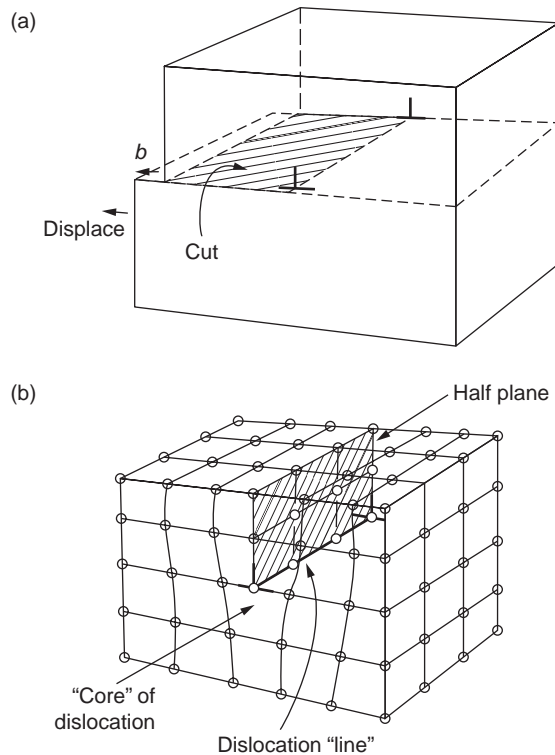 (a)
b
Displace
Cut
(b)
Half plane
“Core” of
dislocation
Dislocation “line”